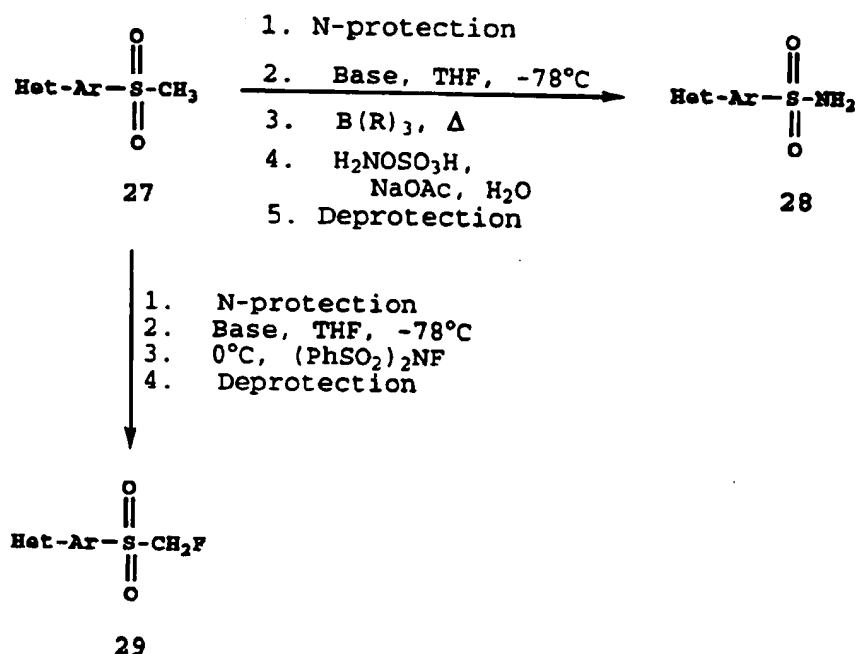 1. N-protection
2. Base, THF, -78°C
3. B(R)3, Δ
4. H2NOSO3H,
NaOAc, H2O
5. Deprotection
O
||
Het-Ar-S-CH3
||
O
27
O
||
Het-Ar-S-NH2
||
O
28
1. N-protection
2. Base, THF, -78°C
3. 0°C, (PhSO2)2NF
4. Deprotection
O
||
Het-Ar-S-CH2F
||
O
29